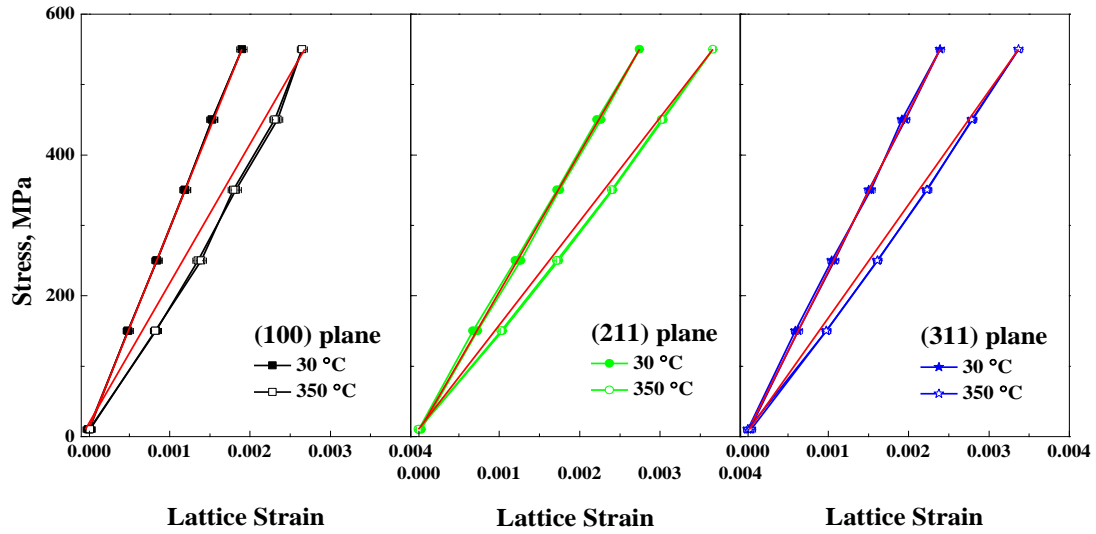 600
400
200
0
Stress, MPa
(100) plane
30 °C
350 °C
(211) plane
30 °C
350 °C
(311) plane
30 °C
350 °C
0.000 0.001 0.002 0.003
0.000 0.001 0.002 0.003 0.004
0.000 0.001 0.002 0.003 0.004
Lattice Strain
Lattice Strain
Lattice Strain